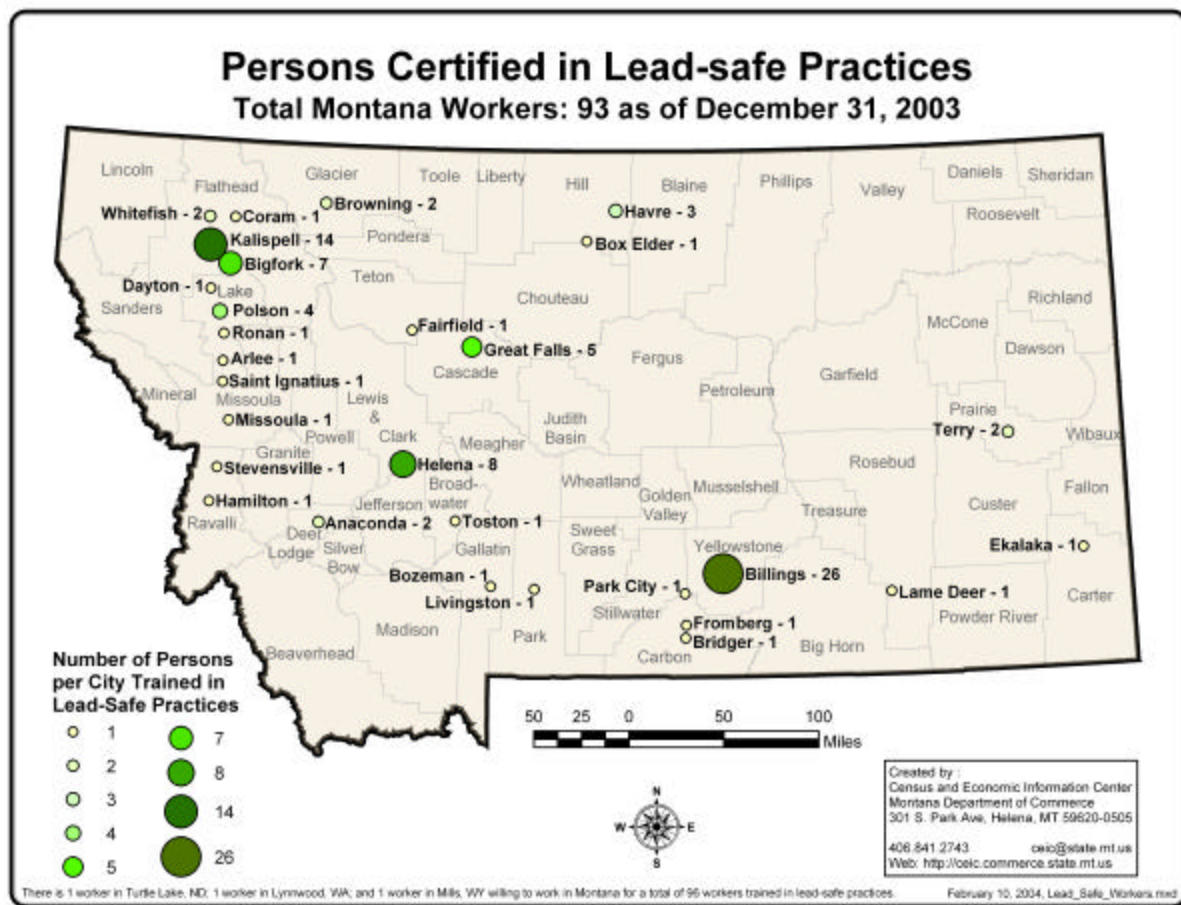 Persons Certified in Lead-safe Practices
Total Montana Workers: 93 as of December 31, 2003
Lincoln
Flathead
Glacier
Toole
Liberty
Hill
Blaine
Phillips
Valley
Daniels
Sheridan
Roosevelt
Whitefish - 2
Coram - 1
Browning - 2
Havre - 3
Kalispell - 14
Pondera
Box Elder - 1
Bigfork - 7
Teton
Dayton - 1
Lake
Chouteau
Sanders
Richland
Polson - 4
McCone
Ronan - 1
Fairfield - 1
Great Falls - 5
Fergus
Dawson
Arlee - 1
Cascade
Garfield
Saint Ignatius - 1
Mineral
Missoula
Lewis
&
Clark
Petroleum
Missoula - 1
Judith
Basin
Prairie
Terry - 2
Wibaux
Powell
Meagher
Granite
Stevensville - 1
Helena - 8
Rosebud
Broad-
water
Wheatland
Golden
Valley
Musselshell
Fallon
Hamilton - 1
Jefferson
Treasure
Custer
Ravalli
Anaconda - 2
Toston - 1
Deer
Lodge
Silver
Bow
Gallatin
Sweet
Grass
Yellowstone
Ekalaka - 1
Bozeman - 1
Livingston - 1
Park City - 1
Billings - 26
Lame Deer - 1
Carter
Stillwater
Powder River
Madison
Park
Fromberg - 1
Bridger - 1
Big Horn
Beaverhead
Carbon
Number of Persons
per City Trained in
Lead-Safe Practices
1
2
3
4
5
7
8
14
26
50 25 0 50 100
Miles
N
W E
S
Created by :
Census and Economic Information Center
Montana Department of Commerce
301 S. Park Ave, Helena, MT 59620-0505
406.841.2743 ceic@state.mt.us
Web: http://ceic.commerce.state.mt.us
There is 1 worker in Turtle Lake, ND; 1 worker in Lynnwood, WA; and 1 worker in Mills, WY willing to work in Montana for a total of 96 workers trained in lead-safe practices.
February 10, 2004, Lead_Safe_Workers.mxd